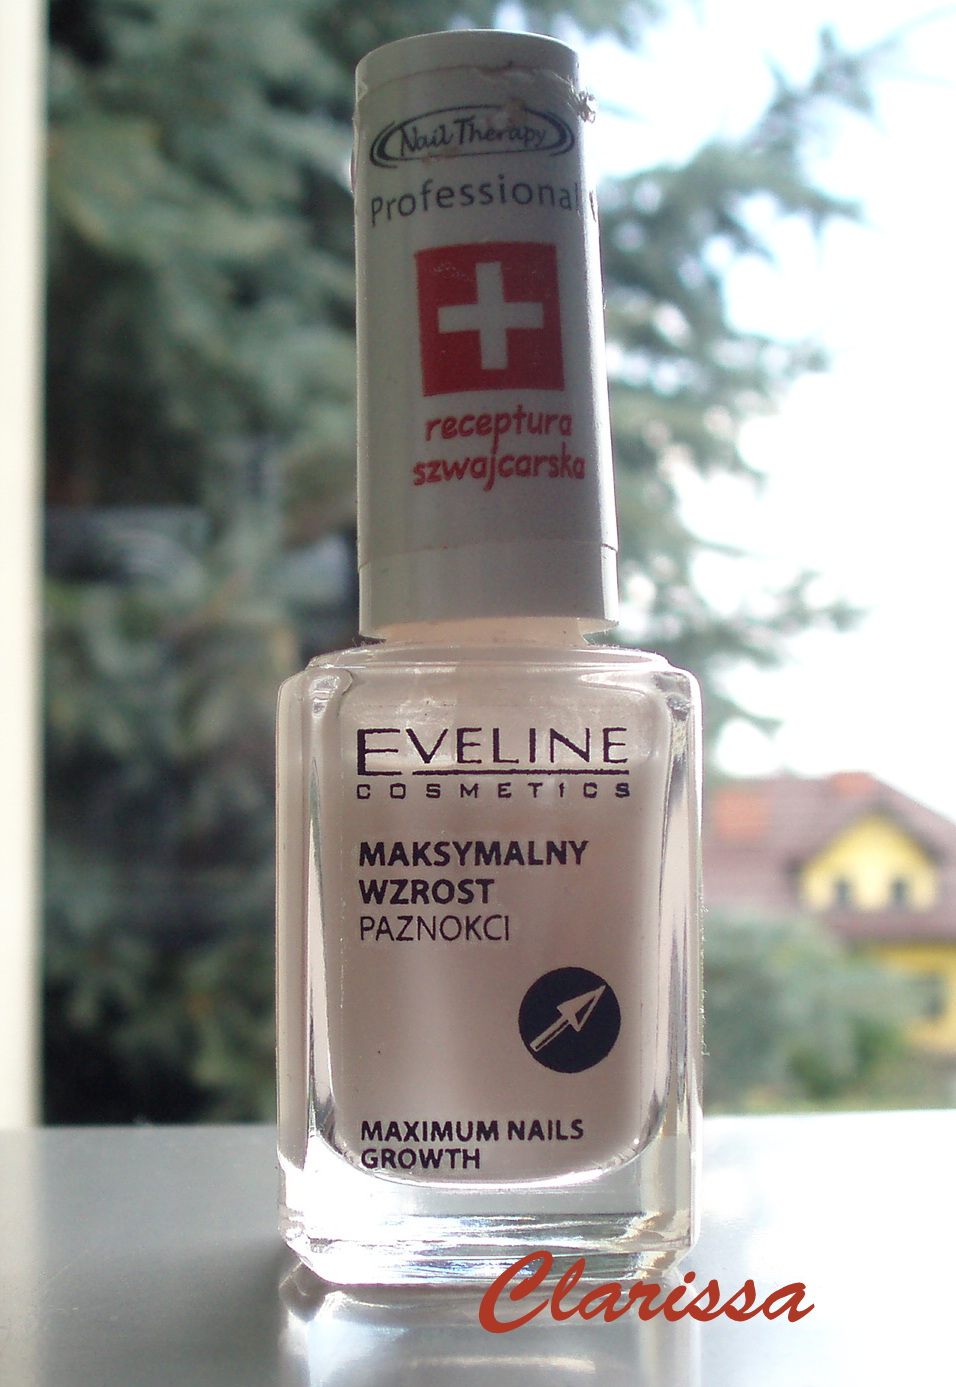 Nail Therapy
Professional
receptura
szwajcarska
EVELINE
COSMETICS
MAKSYMALNY
WZROST
PAZNOKCI
MAXIMUM NAILS
GROWTH
Clarissa